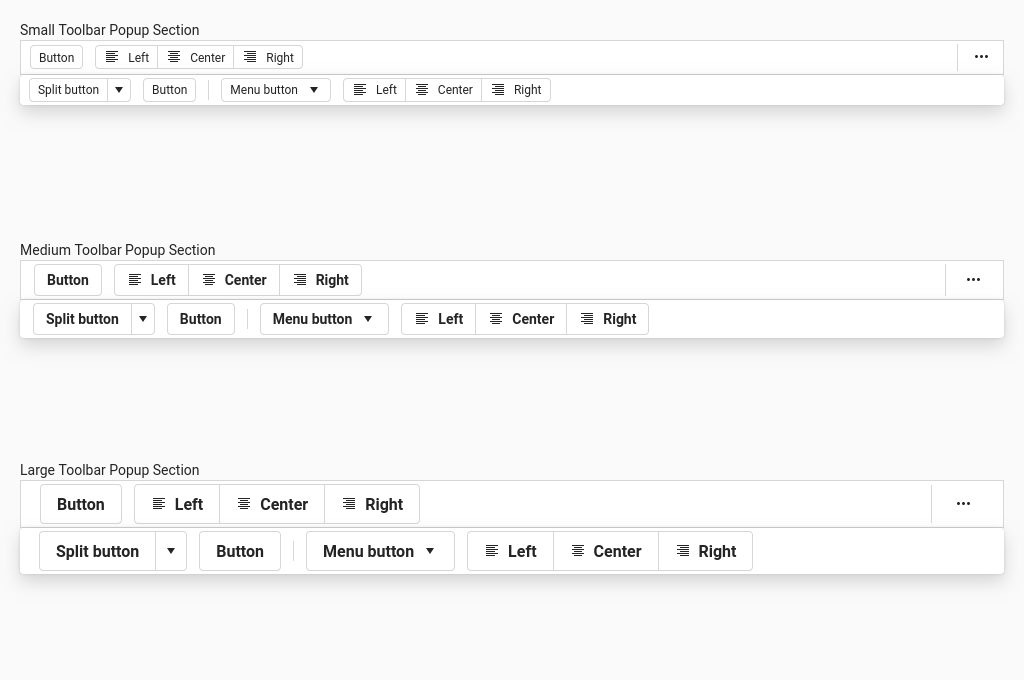 Small Toolbar Popup Section
Button Left Center Right
Split button Button Menu button Left Center Right
Medium Toolbar Popup Section
Button Left Center Right
Split button Button Menu button Left Center Right
Large Toolbar Popup Section
Button Left Center Right
Split button Button Menu button Left Center Right